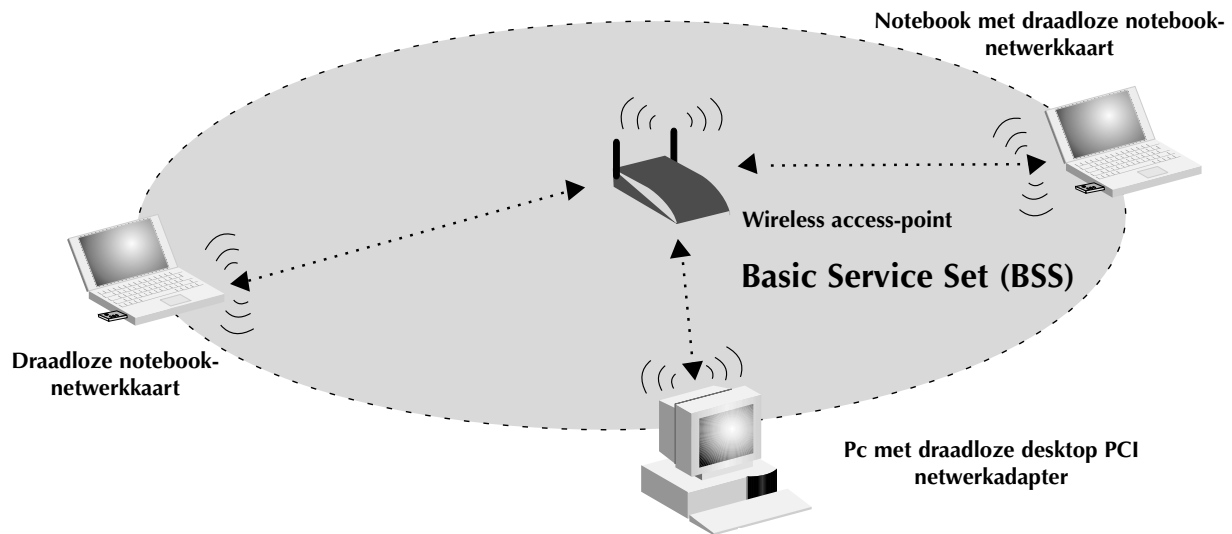 Notebook met draadloze notebook-
netwerkkaart
Wireless access-point
Basic Service Set (BSS)
Draadloze notebook-
netwerkkaart
Pc met draadloze desktop PCI
netwerkadapter